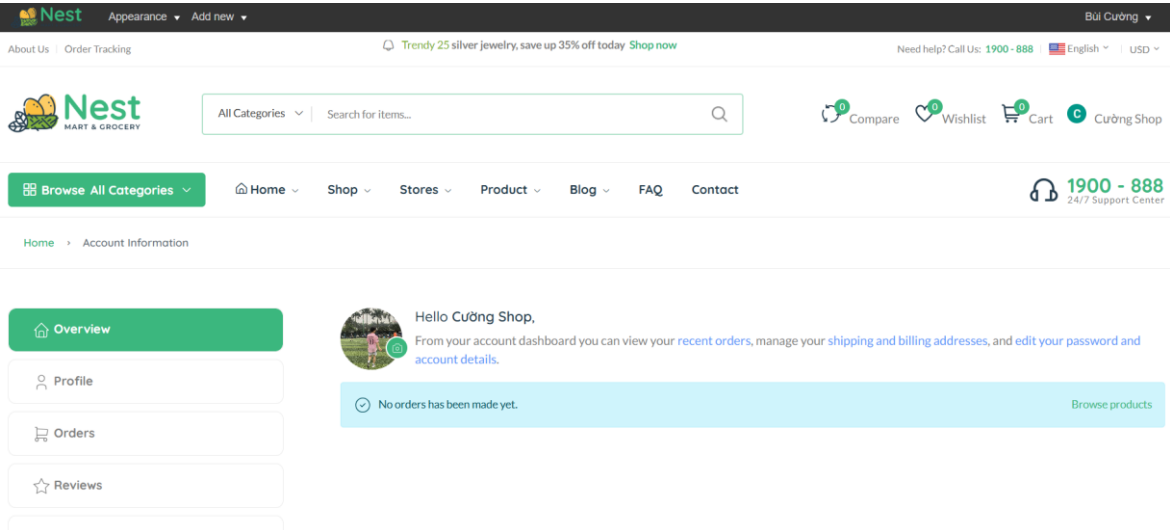 Nest Appearance Add new Bùi Cường
About Us Order Tracking Trendy 25 silver jewelry, save up 35% off today Shop now Need help? Call Us: 1900 - 888 English USD
Nest
MART & GROCERY
All Categories Search for items... 0 Compare 0 Wishlist 0 Cart C Cường Shop
Browse All Categories Home Shop Stores Product Blog FAQ Contact 1900 - 888
24/7 Support Center
Home › Account Information
Overview
Profile
Orders
Reviews
Hello Cường Shop,
From your account dashboard you can view your recent orders, manage your shipping and billing addresses, and edit your password and
account details.
No orders has been made yet. Browse products